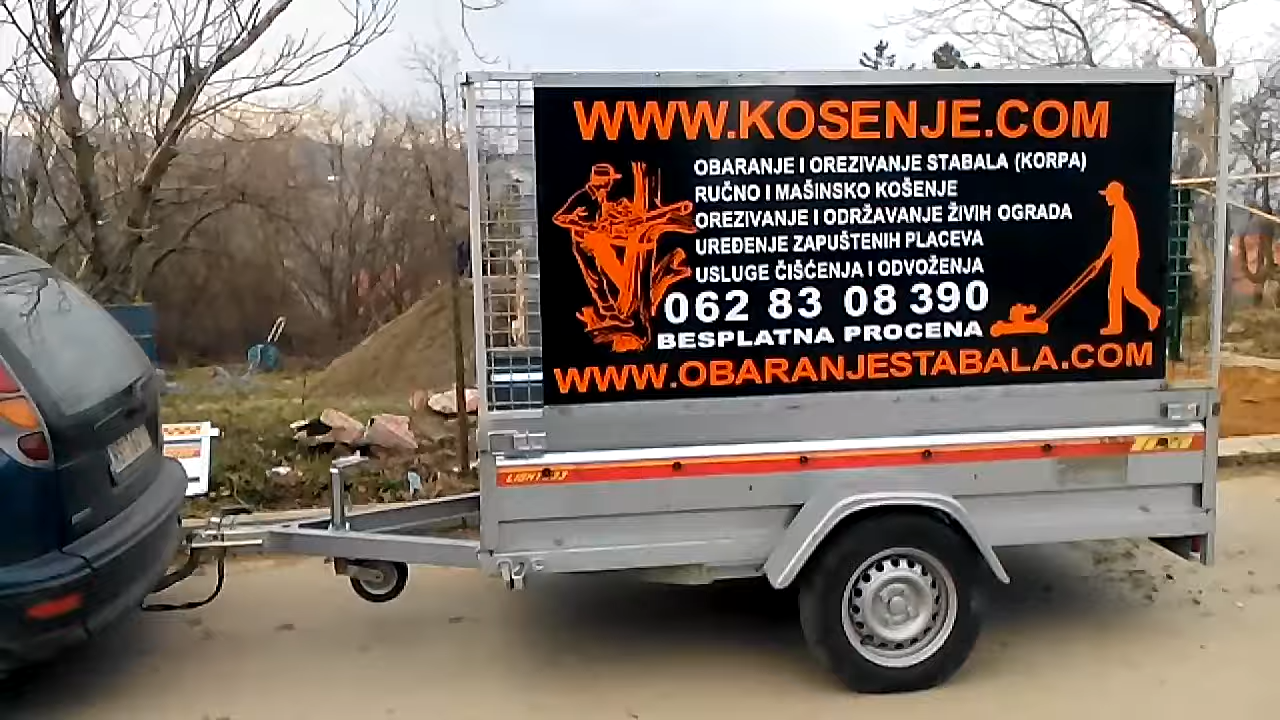 WWW.KOSENJE.COM
OBARANJE I OREZIVANJE STABALA (KORPA)
RUČNO I MAŠINSKO KOŠENJE
OREZIVANJE I ODRŽAVANJE ŽIVIH OGRADA
UREĐENJE ZAPUŠTENIH PLACEVA
USLUGE ČIŠĆENJA I ODVOŽENJA
062 83 08 390
BESPLATNA PROCENA
WWW.OBARANJESTABALA.COM